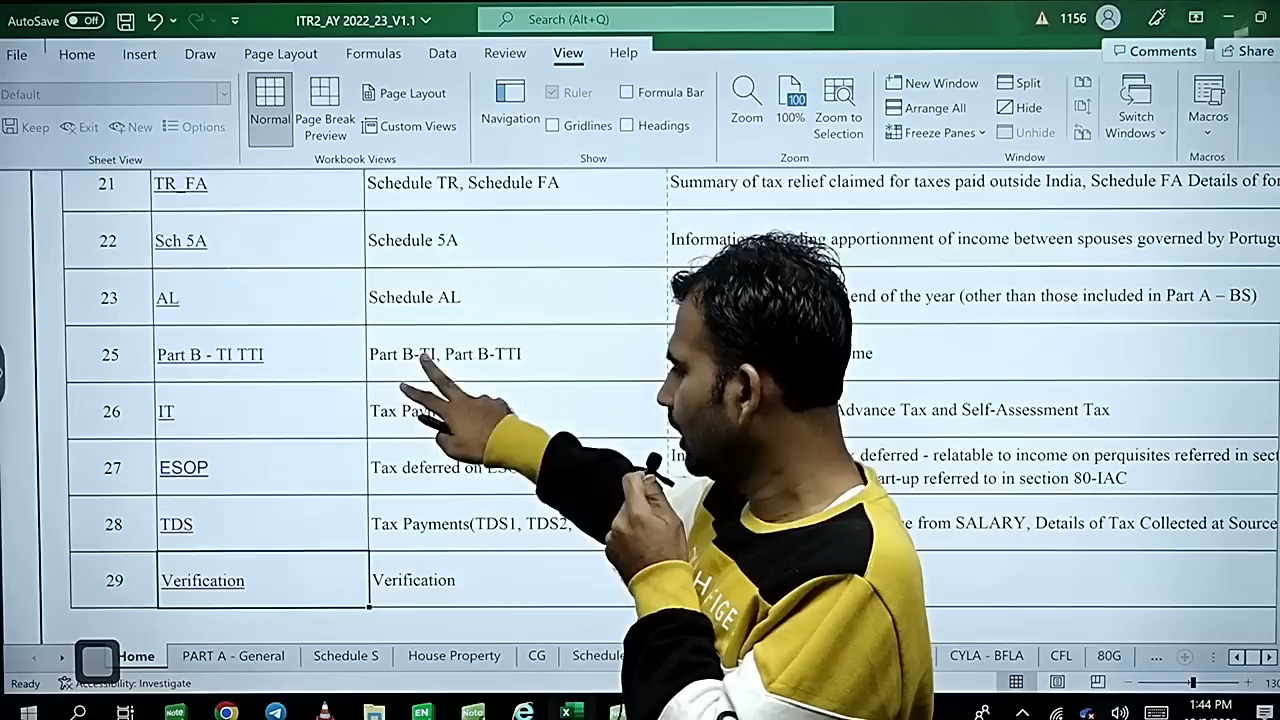 AutoSave Off ITR2_AY 2022_23_V1.1 Search (Alt+Q) 1156
File Home Insert Draw Page Layout Formulas Data Review View Help Comments Share
Default
Keep Exit New Options
Sheet View
Normal Page Break Preview Page Layout Custom Views
Workbook Views
Navigation Ruler Formula Bar Gridlines Headings
Show
Zoom 100 100% Zoom to Selection
Zoom
New Window Split
Arrange All Hide
Freeze Panes Unhide
Switch Windows
Window
Macros
Macros
21 TR_FA Schedule TR, Schedule FA Summary of tax relief claimed for taxes paid outside India, Schedule FA Details of
22 Sch 5A Schedule 5A apportionment of income between spouses governed by
23 AL Schedule AL end of the year (other than those included in Part A – BS)
25 Part B - TI TTI Part B-TI, Part B-TTI
26 IT Tax Advance Tax and Self-Assessment Tax
27 ESOP Tax deferred on deferred - relatable to income on perquisites referred in
referred to in section 80-IAC
28 TDS Tax Payments(TDS1, TDS2, from SALARY, Details of Tax Collected at Source
29 Verification Verification
Home PART A - General Schedule S House Property CG CYLA - BFLA CFL 80G ...
Ready Accessibility: Investigate
Note EN Note 1:44 PM